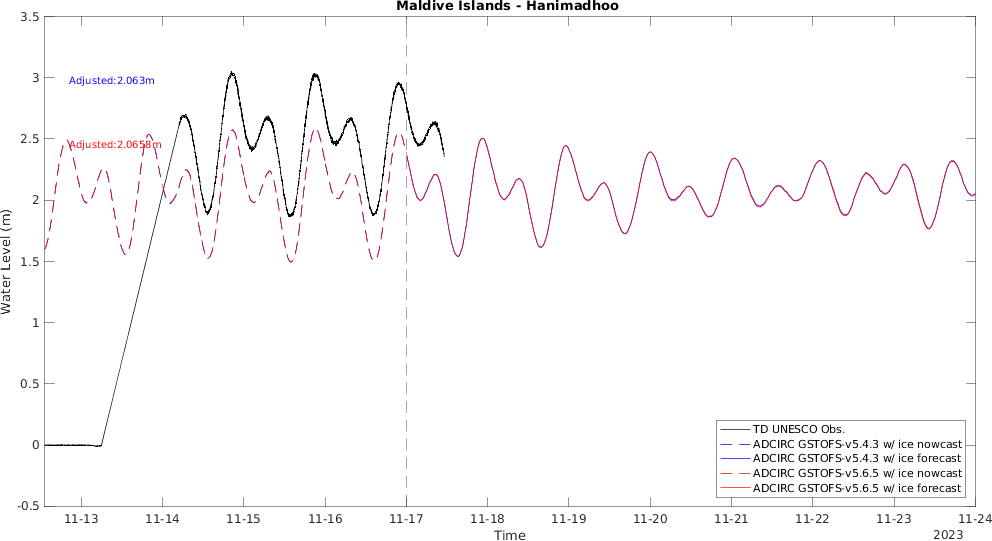 Maldive Islands - Hanimadhoo
3.5
3
2.5
2
1.5
1
0.5
0
-0.5
Water Level (m)
Adjusted:2.063m
Adjusted:2.0658m
TD UNESCO Obs.
ADCIRC GSTOFS-v5.4.3 w/ ice nowcast
ADCIRC GSTOFS-v5.4.3 w/ ice forecast
ADCIRC GSTOFS-v5.6.5 w/ ice nowcast
ADCIRC GSTOFS-v5.6.5 w/ ice forecast
11-13 11-14 11-15 11-16 11-17 11-18 11-19 11-20 11-21 11-22 11-23 11-24
Time
2023